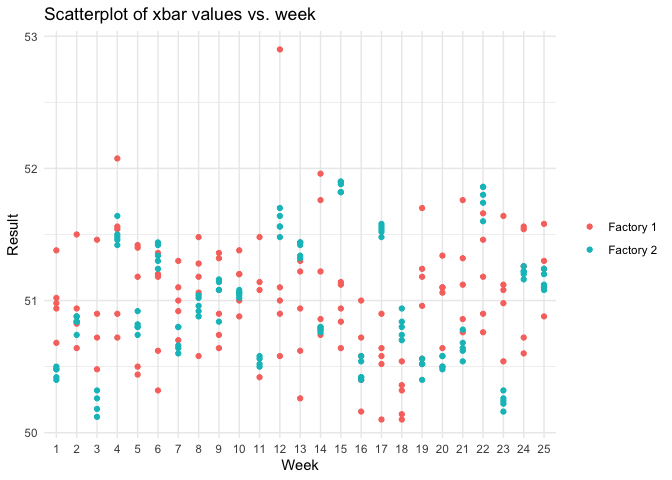 Scatterplot of xbar values vs. week
53
52
51
50
Result
1 2 3 4 5 6 7 8 9 10 11 12 13 14 15 16 17 18 19 20 21 22 23 24 25
Week
Factory 1
Factory 2